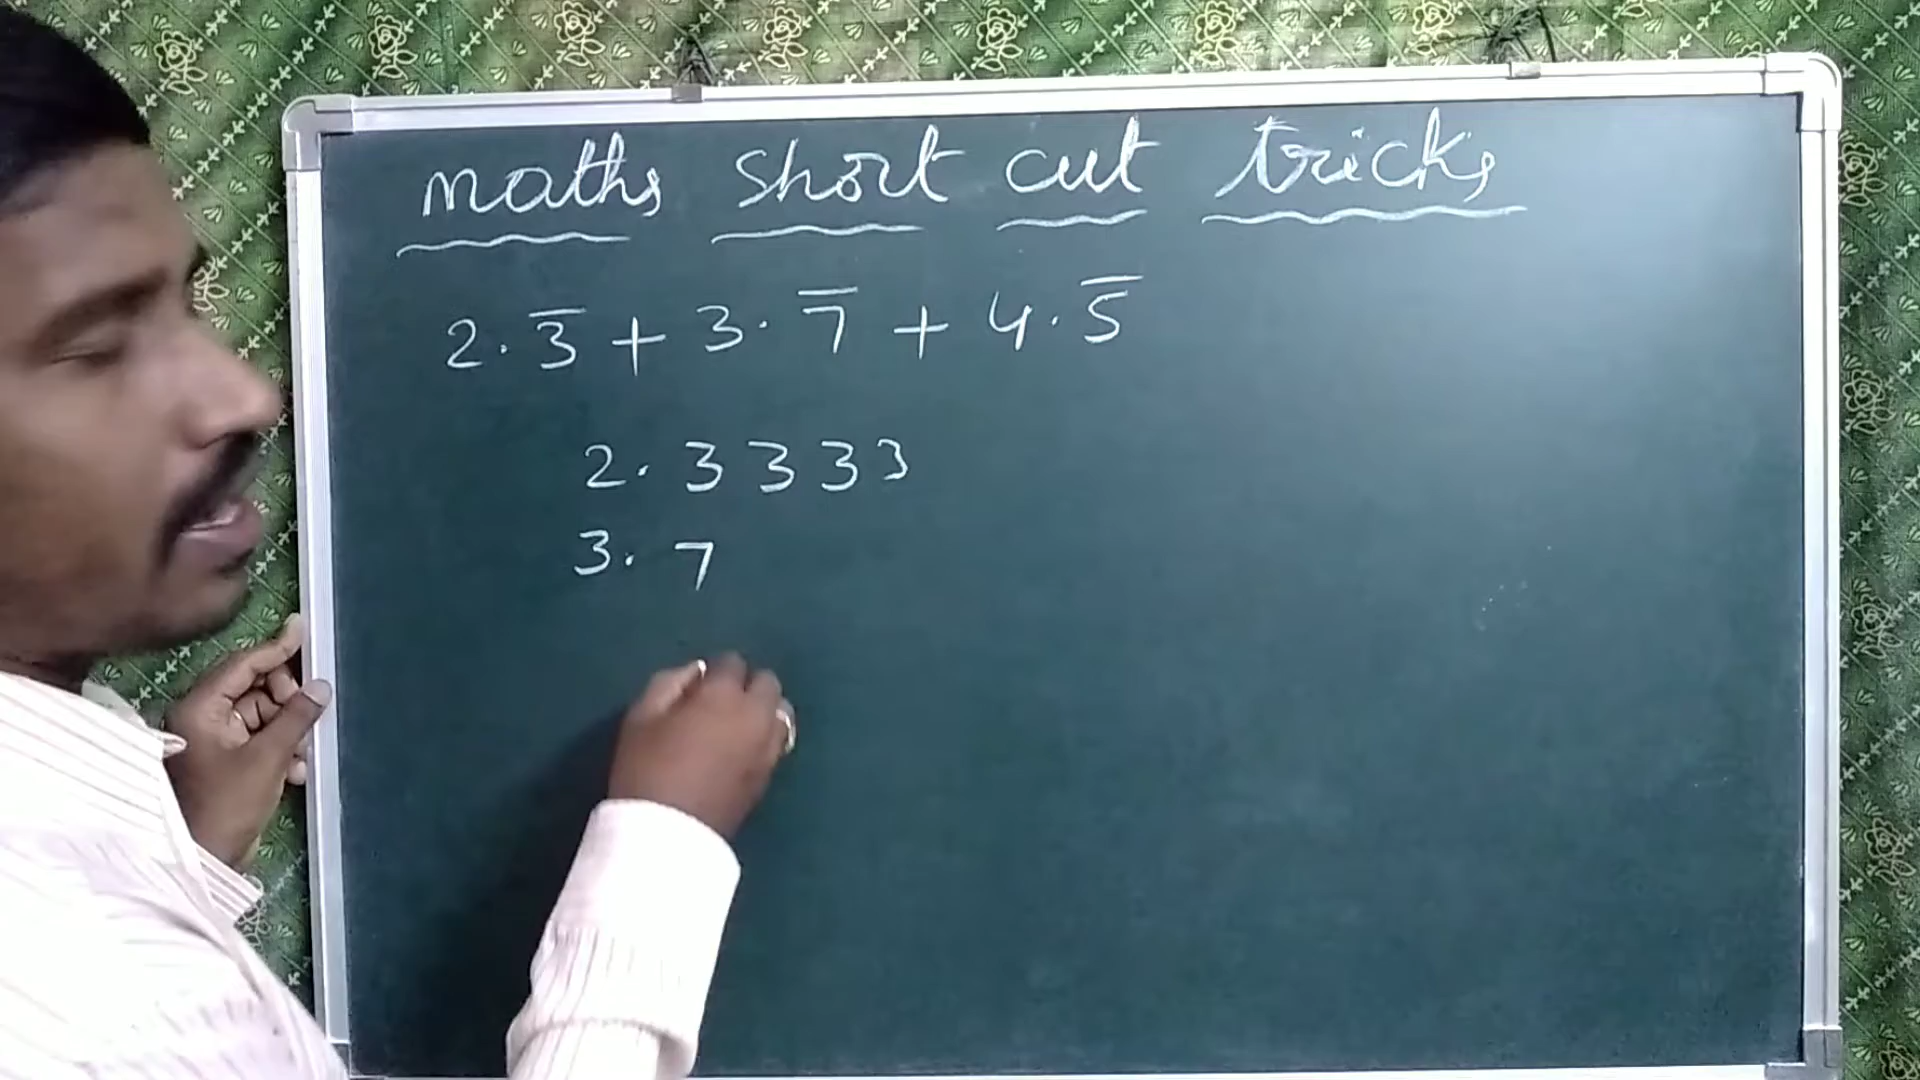 maths short cut tricks
2.3̅ + 3.7̅ + 4.5̅
2.3333
3.7